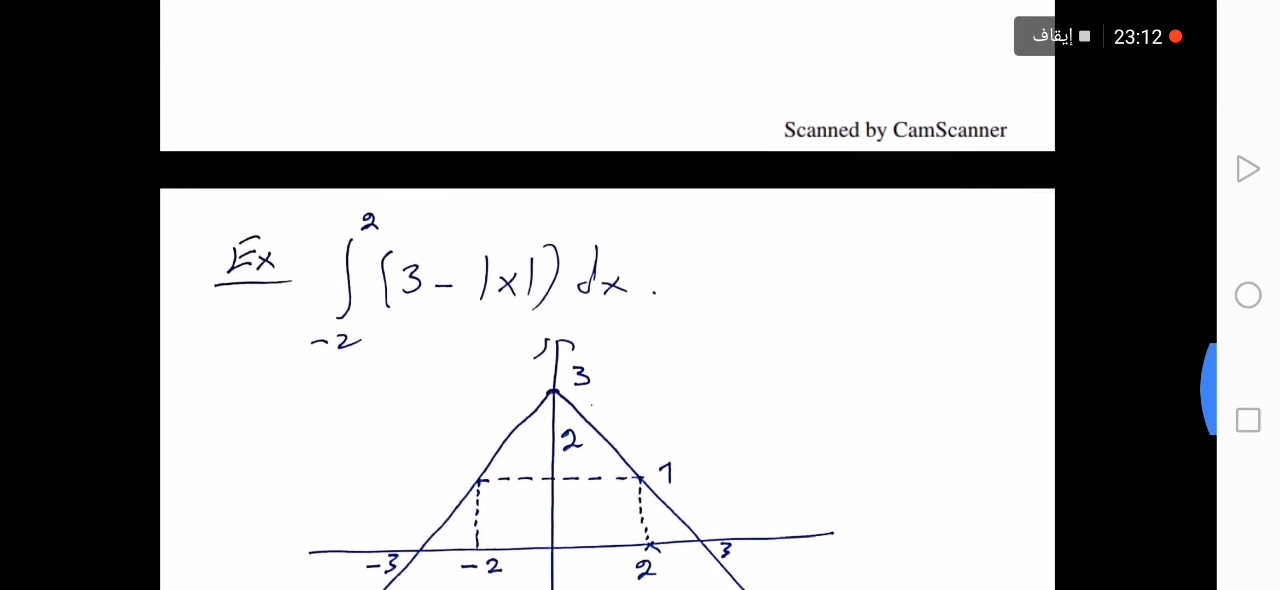 إيقاف 23:12
Scanned by CamScanner
Ex ∫_{-2}^{2} (3 - |x|) dx .
3
2
1
-3 -2 2 3